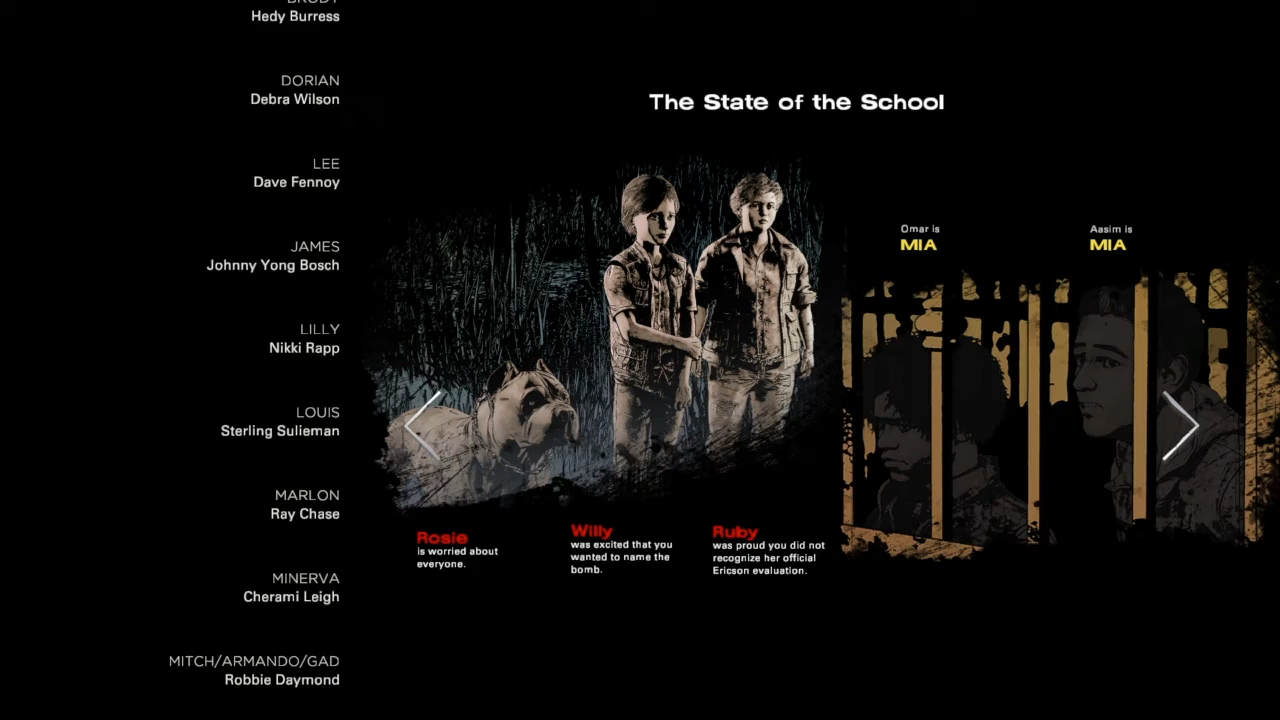 BRODY
Hedy Burress
DORIAN
Debra Wilson
LEE
Dave Fennoy
JAMES
Johnny Yong Bosch
LILLY
Nikki Rapp
LOUIS
Sterling Sulieman
MARLON
Ray Chase
MINERVA
Cherami Leigh
MITCH/ARMANDO/GAD
Robbie Daymond
The State of the School
Omar is
MIA
Aasim is
MIA
Rosie
is worried about
everyone.
Willy
was excited that you
wanted to name the
bomb.
Ruby
was proud you did not
recognize her official
Ericson evaluation.